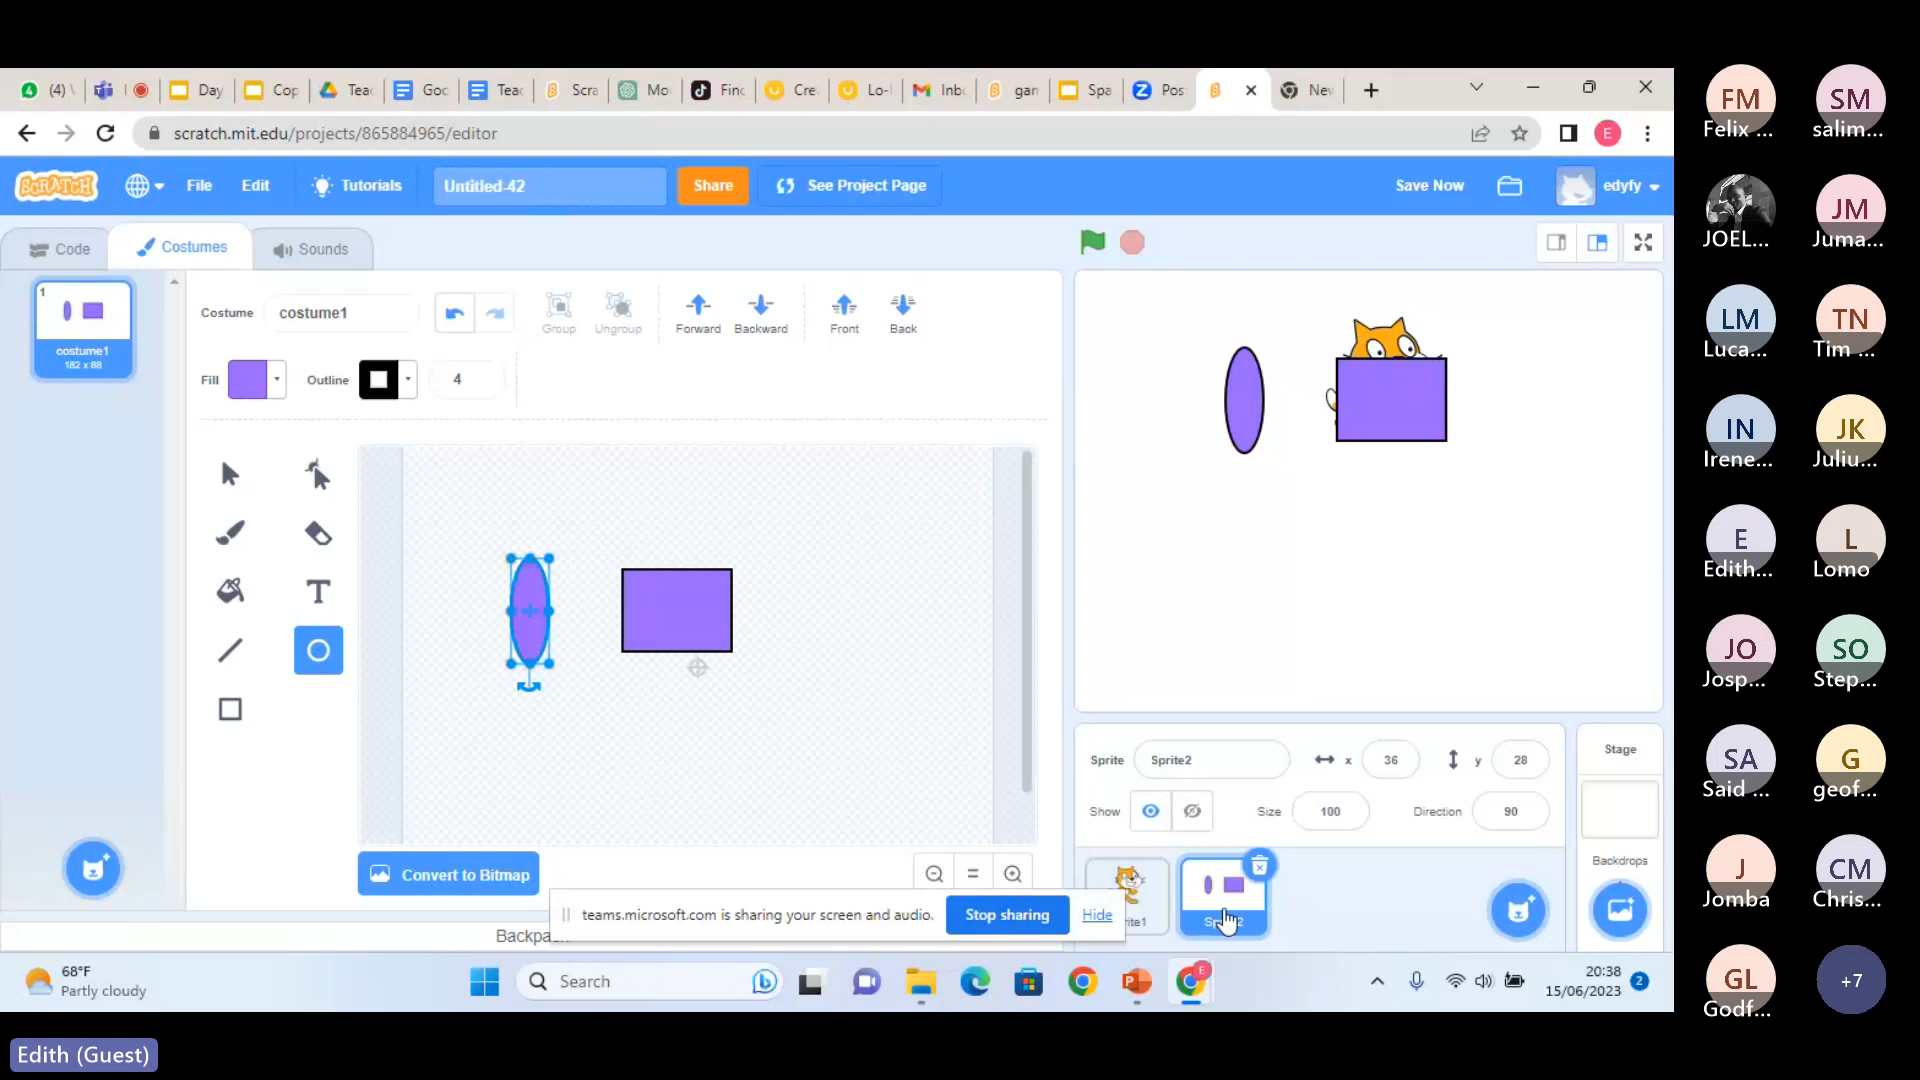 (4)
Day
Cop
Tea
Goc
Teac
Scra
Mo
Finc
Cre
Lo-
Inb
gan
Spa
Pos
Nev
scratch.mit.edu/projects/865884965/editor
E
SCRATCH
File
Edit
Tutorials
Untitled-42
Share
See Project Page
Save Now
edyfy
Code
Costumes
Sounds
1
costume1
182 x 88
Costume
costume1
Group
Ungroup
Forward
Backward
Front
Back
Fill
Outline
4
T
Convert to Bitmap
Sprite
Sprite2
x
36
y
28
Show
Size
100
Direction
90
Stage
Backdrops
rite1
teams.microsoft.com is sharing your screen and audio.
Stop sharing
Hide
Backpa
68°F
Partly cloudy
Search
E
20:38
15/06/2023
2
FM
Felix ...
SM
salim...
JOEL...
JM
Juma...
LM
Luca...
TN
Tim ...
IN
Irene...
JK
Juliu...
E
Edith...
L
Lomo
JO
Josp...
SO
Step...
SA
Said ...
G
geof...
J
Jomba
CM
Chris...
GL
Godf...
+7
Edith (Guest)